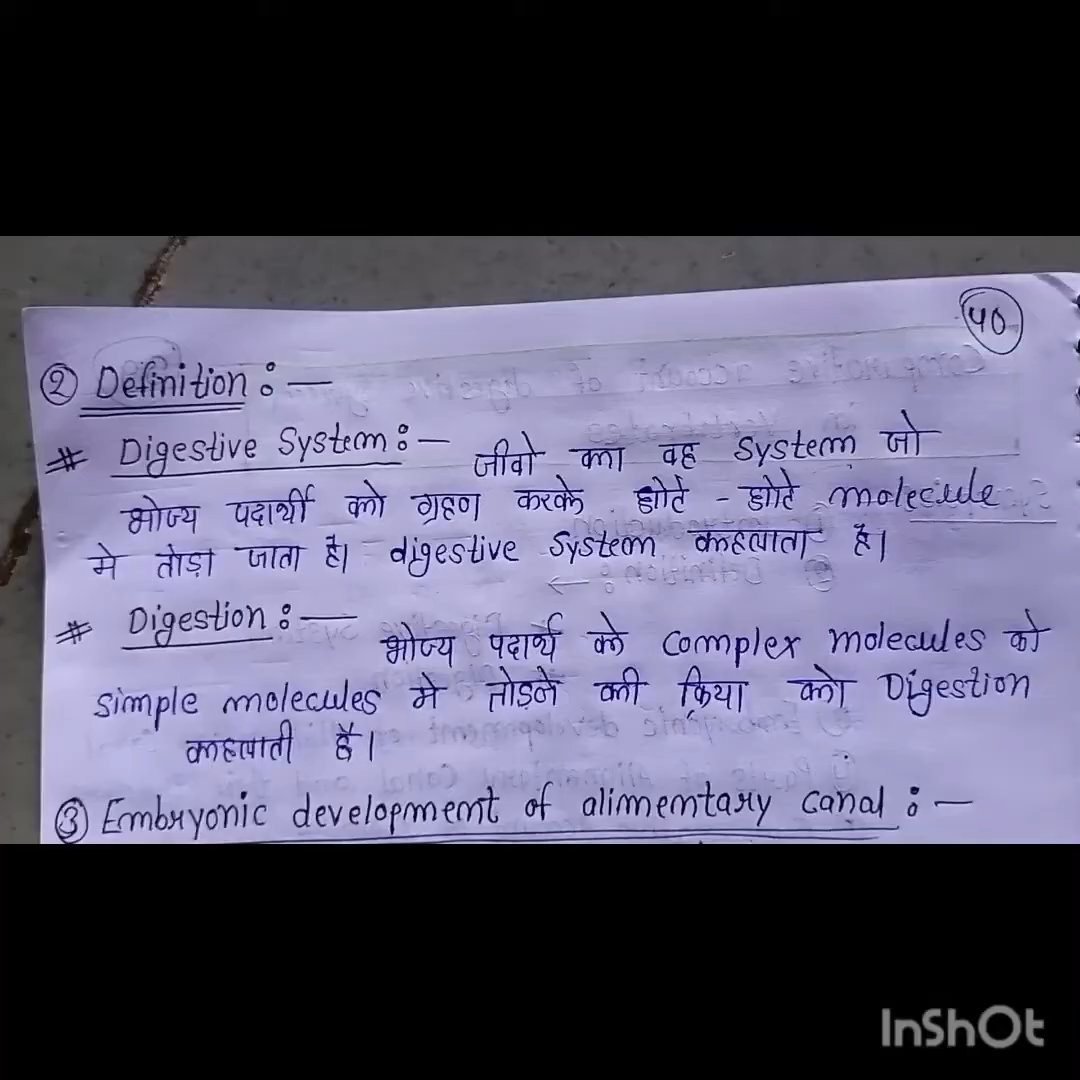 40
② Definition :—
# Digestive System :— जीवो का वह System जो
भोज्य पदार्थो को ग्रहण करके छोटे - छोटे molecule
मे तोड़ा जाता है। digestive System कहलाता है।
# Digestion :— भोज्य पदार्थ के complex molecules को
simple molecules मे तोड़ने की क्रिया को Digestion
कहलाती है।
③ Embryonic development of alimentary canal :—
InShOt